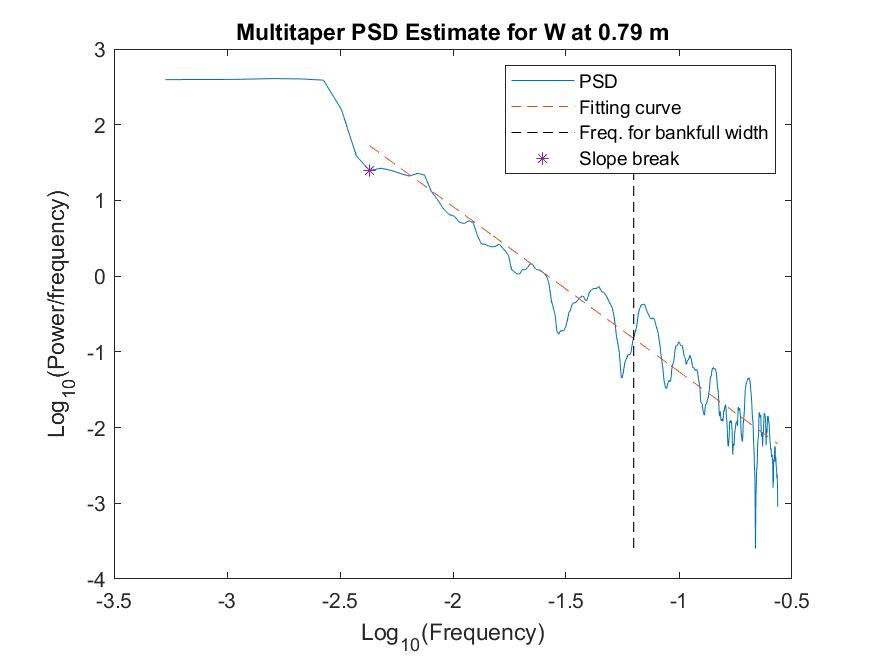 Multitaper PSD Estimate for W at 0.79 m
PSD
Fitting curve
Freq. for bankfull width
Slope break
3
2
1
0
-1
-2
-3
-4
Log10(Power/frequency)
-3.5 -3 -2.5 -2 -1.5 -1 -0.5
Log10(Frequency)